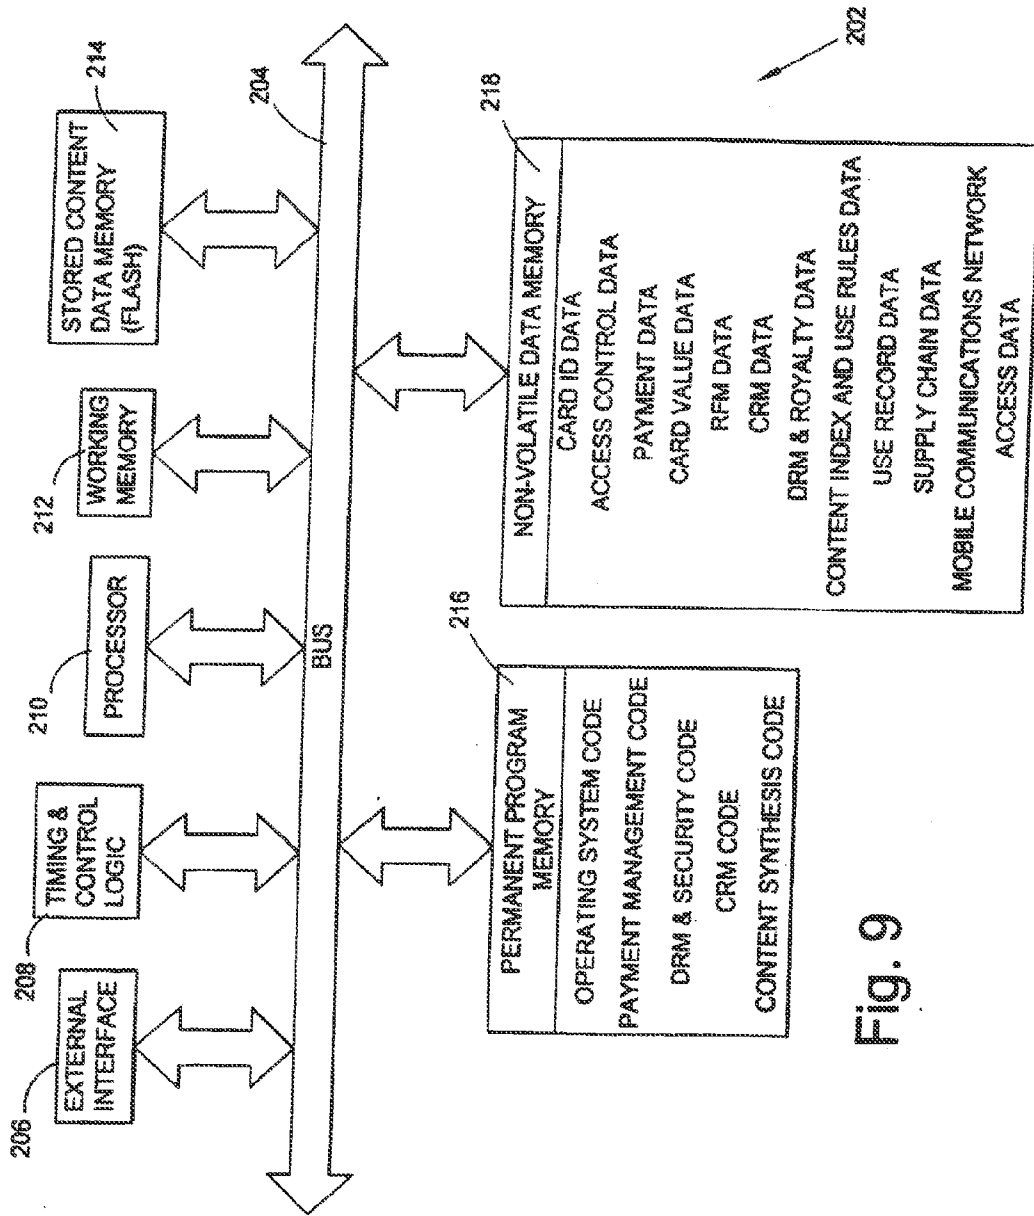 206
EXTERNAL
INTERFACE
208
TIMING &
CONTROL
LOGIC
210
PROCESSOR
212
WORKING
MEMORY
214
STORED CONTENT
DATA MEMORY
(FLASH)
204
BUS
216
PERMANENT PROGRAM
MEMORY
OPERATING SYSTEM CODE
PAYMENT MANAGEMENT CODE
DRM & SECURITY CODE
CRM CODE
CONTENT SYNTHESIS CODE
218
NON-VOLATILE DATA MEMORY
CARD ID DATA
ACCESS CONTROL DATA
PAYMENT DATA
CARD VALUE DATA
RFM DATA
CRM DATA
DRM & ROYALTY DATA
CONTENT INDEX AND USE RULES DATA
USE RECORD DATA
SUPPLY CHAIN DATA
MOBILE COMMUNICATIONS NETWORK
ACCESS DATA
202
Fig. 9